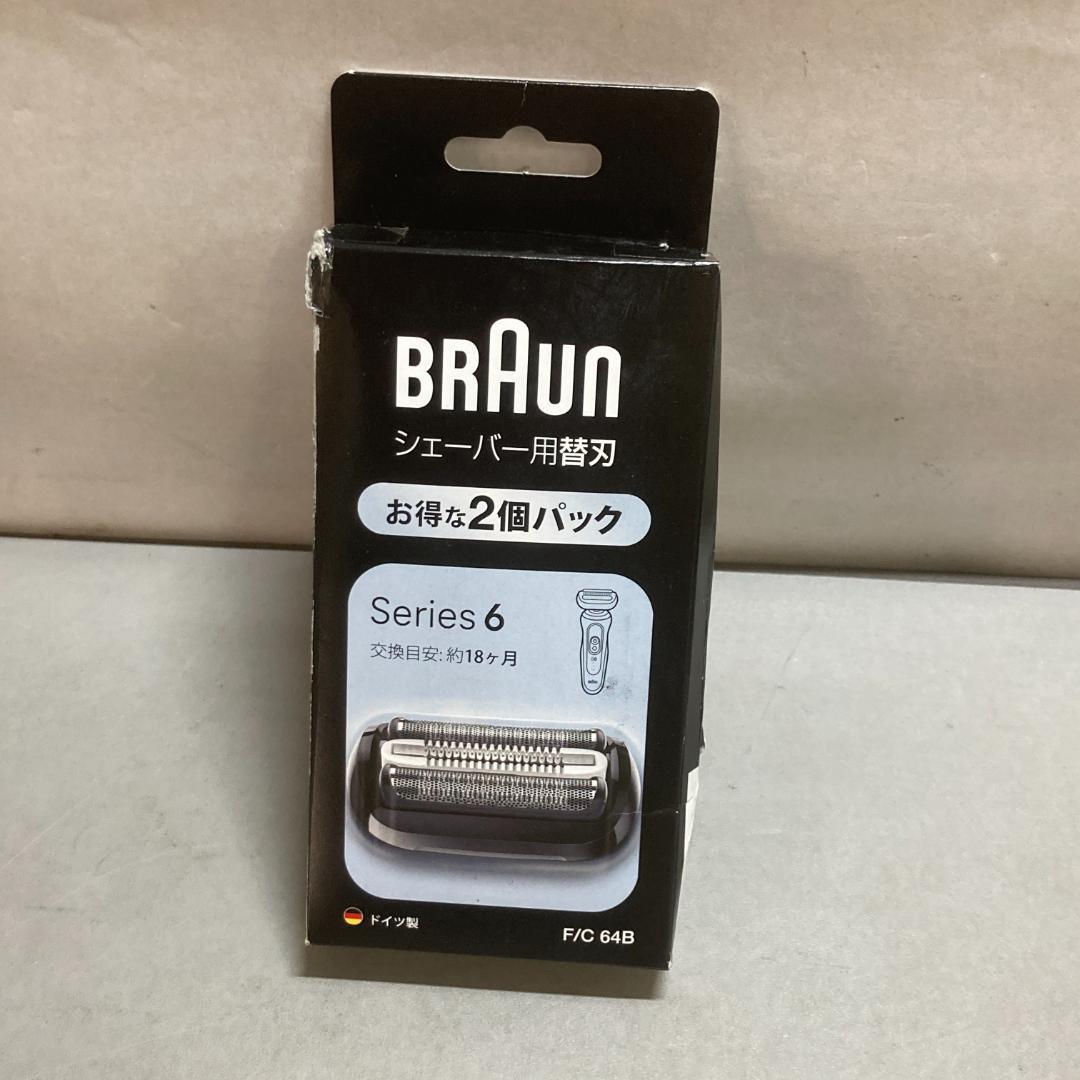 BRAUN
シェーバー用替刃
お得な2個パック
Series 6
交換目安:約18ヶ月
ドイツ製
F/C 64B